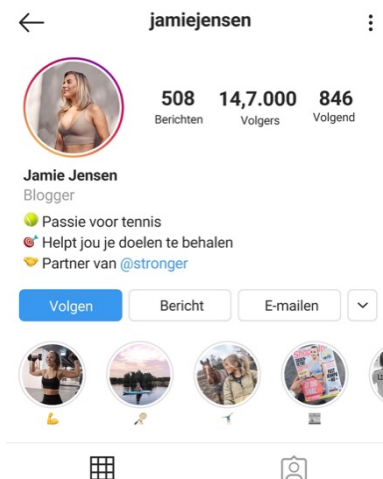 jamiejensen
508 14,7.000 846
Berichten Volgers Volgend
Jamie Jensen
Blogger
Passie voor tennis
Helpt jou je doelen te behalen
Partner van @stronger
Volgen Bericht E-mailen